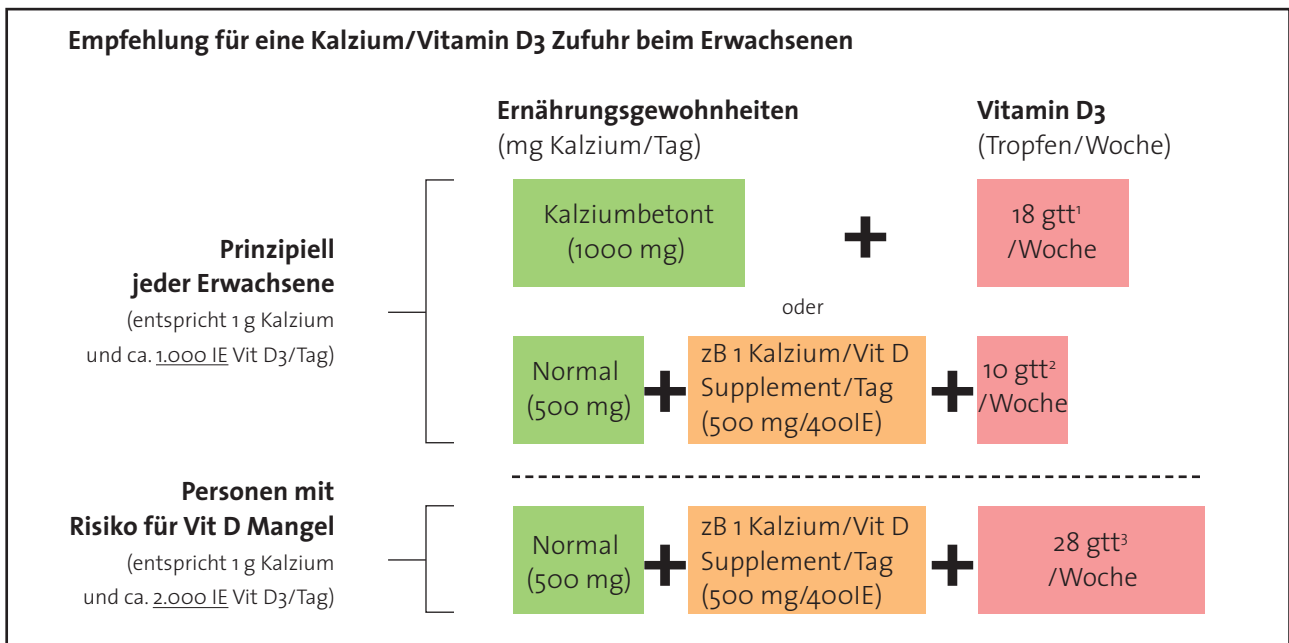 Empfehlung für eine Kalzium/Vitamin D3 Zufuhr beim Erwachsenen
Ernährungsgewohnheiten
(mg Kalzium/Tag)
Vitamin D3
(Tropfen/Woche)
Prinzipiell
jeder Erwachsene
(entspricht 1 g Kalzium
und ca. 1.000 IE Vit D3/Tag)
Kalziumbetont
(1000 mg)
+
18 gtt¹
/Woche
oder
Normal
(500 mg)
+
zB 1 Kalzium/Vit D
Supplement/Tag
(500 mg/400IE)
+
10 gtt²
/Woche
Personen mit
Risiko für Vit D Mangel
(entspricht 1 g Kalzium
und ca. 2.000 IE Vit D3/Tag)
Normal
(500 mg)
+
zB 1 Kalzium/Vit D
Supplement/Tag
(500 mg/400IE)
+
28 gtt³
/Woche